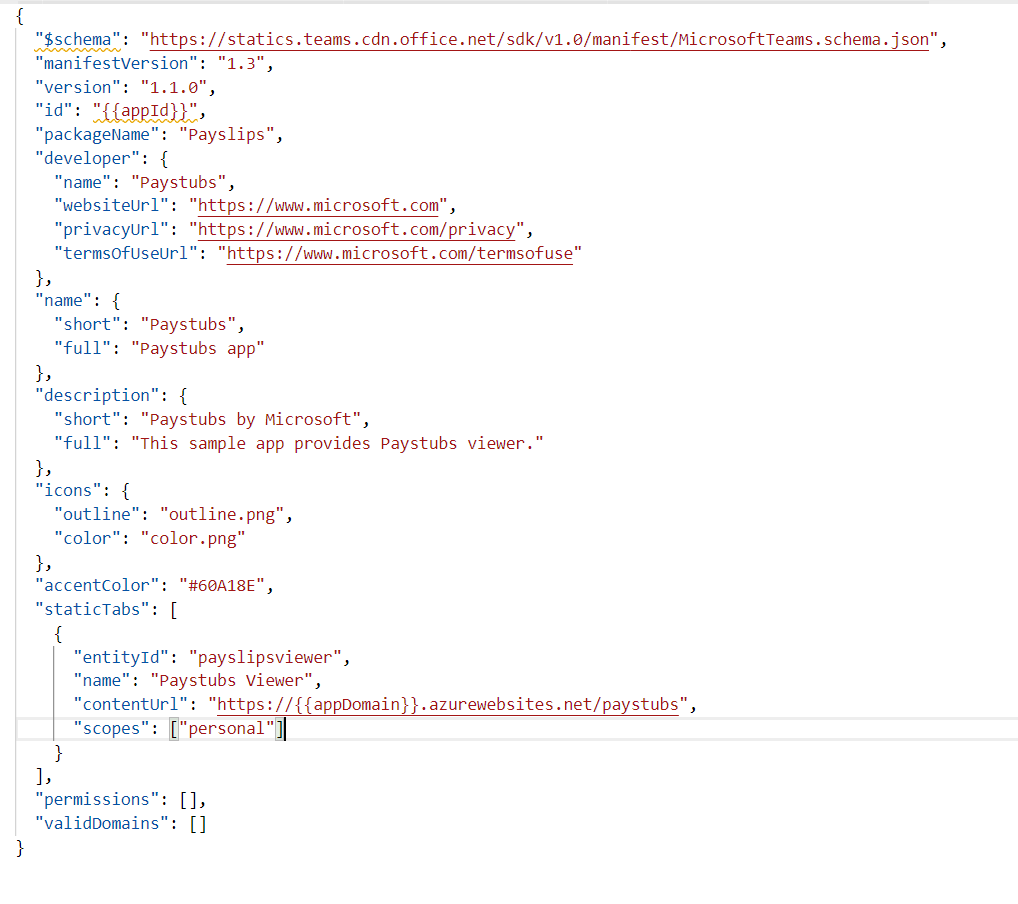 {
"$schema": "https://statics.teams.cdn.office.net/sdk/v1.0/manifest/MicrosoftTeams.schema.json",
"manifestVersion": "1.3",
"version": "1.1.0",
"id": "{{appId}}",
"packageName": "Payslips",
"developer": {
"name": "Paystubs",
"websiteUrl": "https://www.microsoft.com",
"privacyUrl": "https://www.microsoft.com/privacy",
"termsOfUseUrl": "https://www.microsoft.com/termsofuse"
},
"name": {
"short": "Paystubs",
"full": "Paystubs app"
},
"description": {
"short": "Paystubs by Microsoft",
"full": "This sample app provides Paystubs viewer."
},
"icons": {
"outline": "outline.png",
"color": "color.png"
},
"accentColor": "#60A18E",
"staticTabs": [
{
"entityId": "payslipsviewer",
"name": "Paystubs Viewer",
"contentUrl": "https://{{appDomain}}.azurewebsites.net/paystubs",
"scopes": ["personal"]
}
],
"permissions": [],
"validDomains": []
}